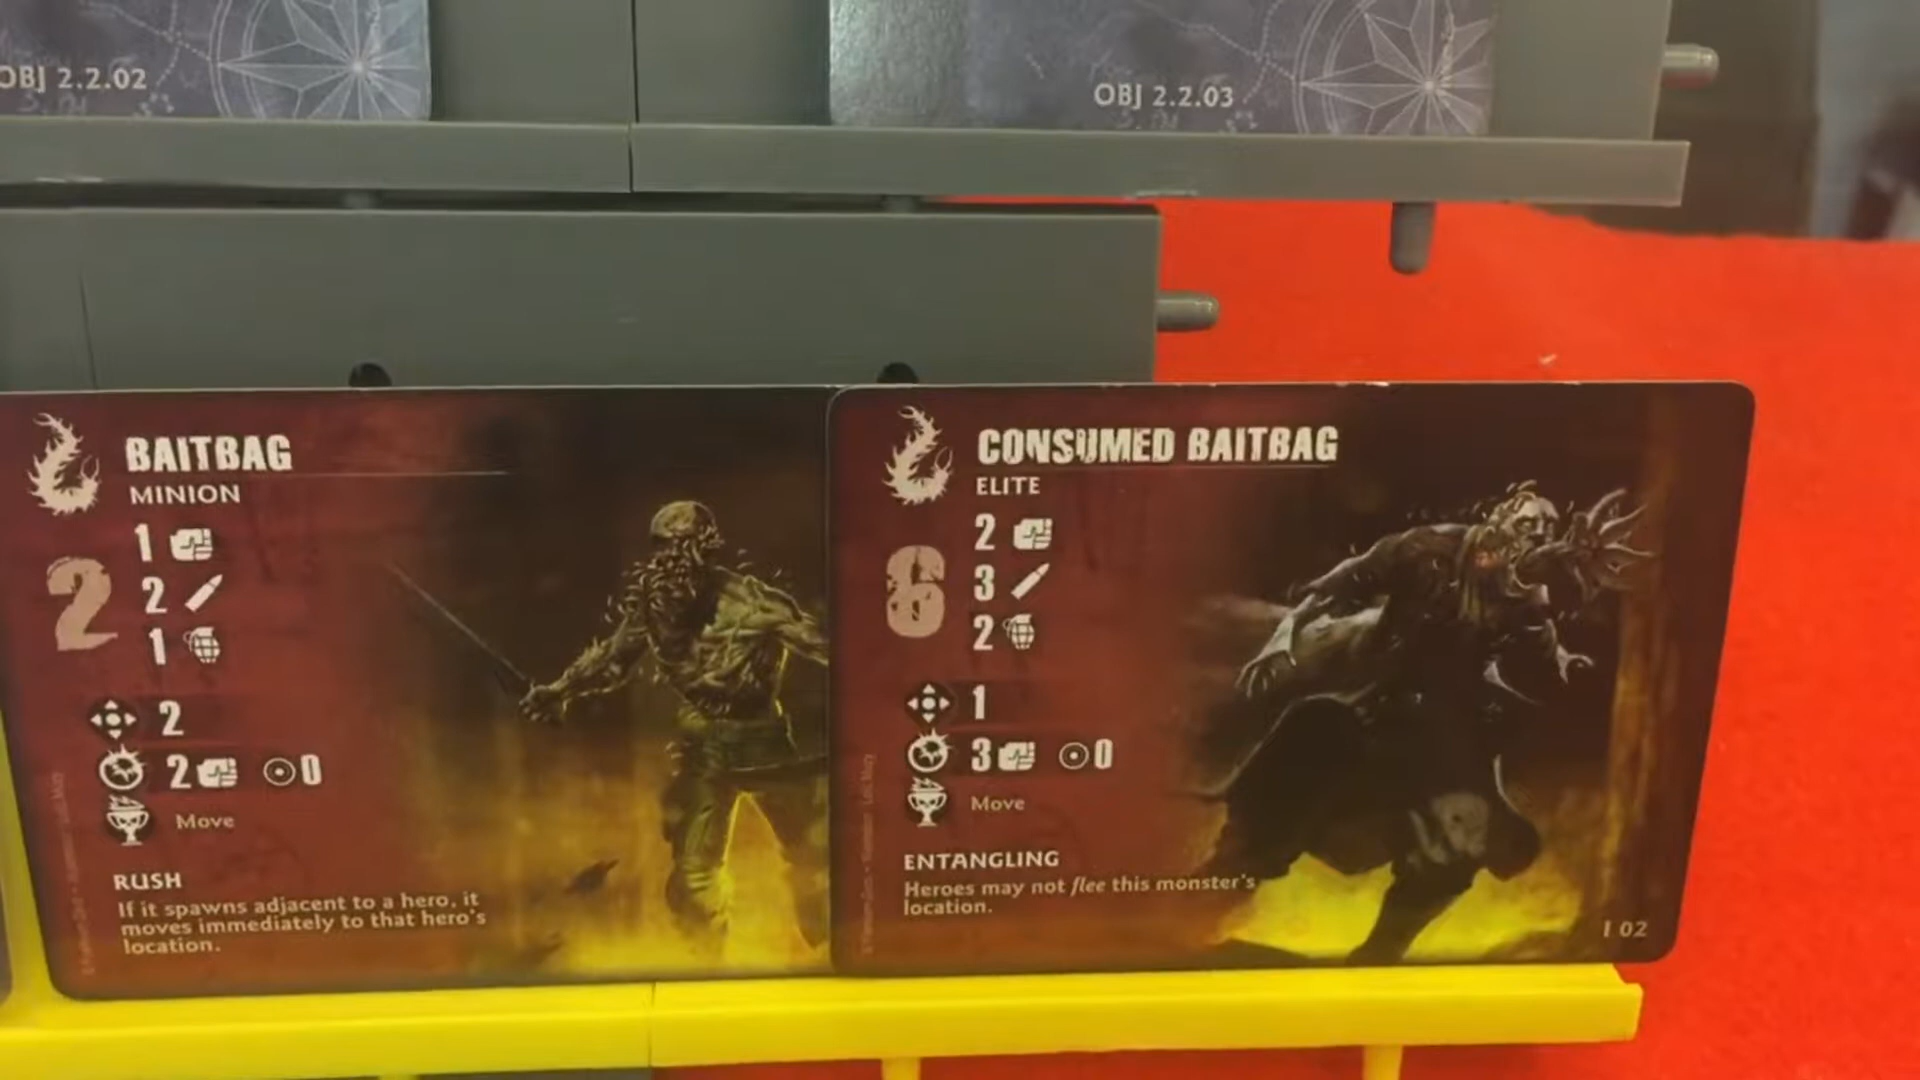 OBJ 2.2.02
OBJ 2.2.03
BAITBAG
MINION
2
1
2
1
2
2 0
Move
RUSH
If it spawns adjacent to a hero, it
moves immediately to that hero's
location.
CONSUMED BAITBAG
ELITE
6
2
3
2
1
3 0
Move
ENTANGLING
Heroes may not flee this monster's
location.
I 02